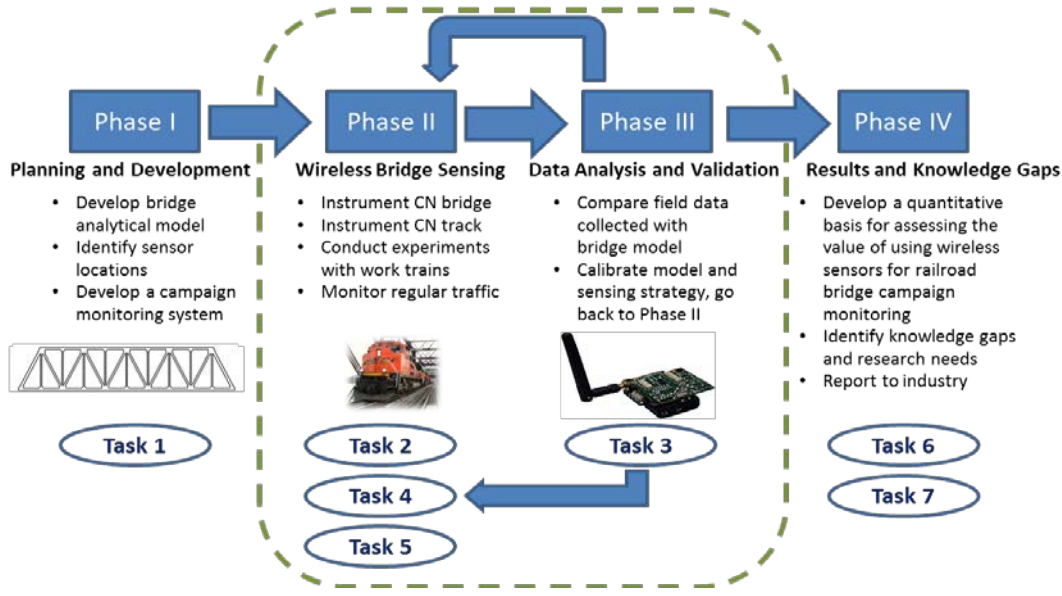 Phase I
Phase II
Phase III
Phase IV
Planning and Development
• Develop bridge
analytical model
• Identify sensor
locations
• Develop a campaign
monitoring system
Task 1
Wireless Bridge Sensing
• Instrument CN bridge
• Instrument CN track
• Conduct experiments
with work trains
• Monitor regular traffic
Task 2
Task 4
Task 5
Data Analysis and Validation
• Compare field data
collected with
bridge model
• Calibrate model and
sensing strategy, go
back to Phase II
Task 3
Results and Knowledge Gaps
• Develop a quantitative
basis for assessing the
value of using wireless
sensors for railroad
bridge campaign
monitoring
• Identify knowledge gaps
and research needs
• Report to industry
Task 6
Task 7